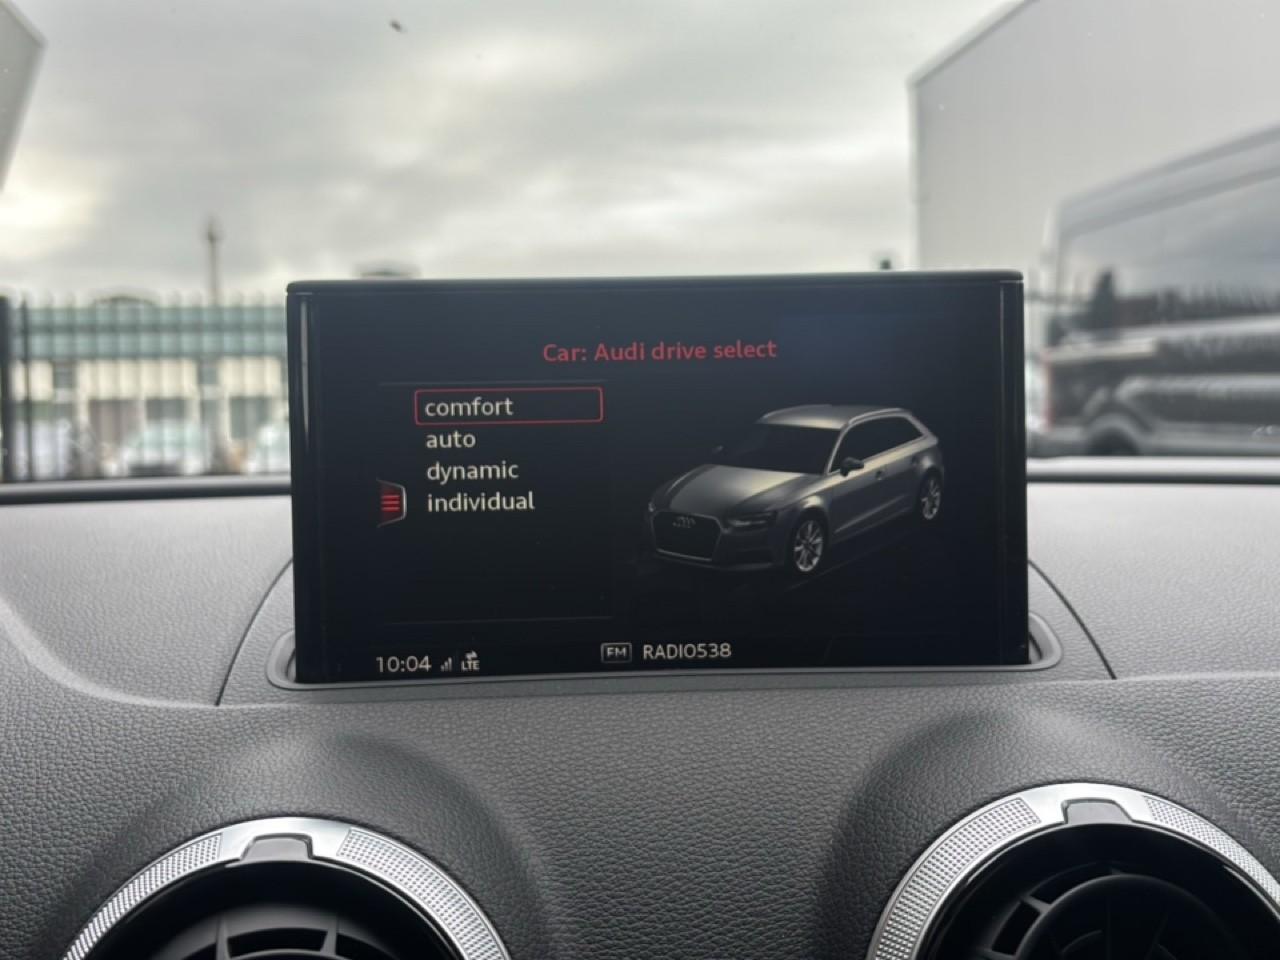 Car: Audi drive select
comfort
auto
dynamic
individual
10:04 LTE
FM RADIO538